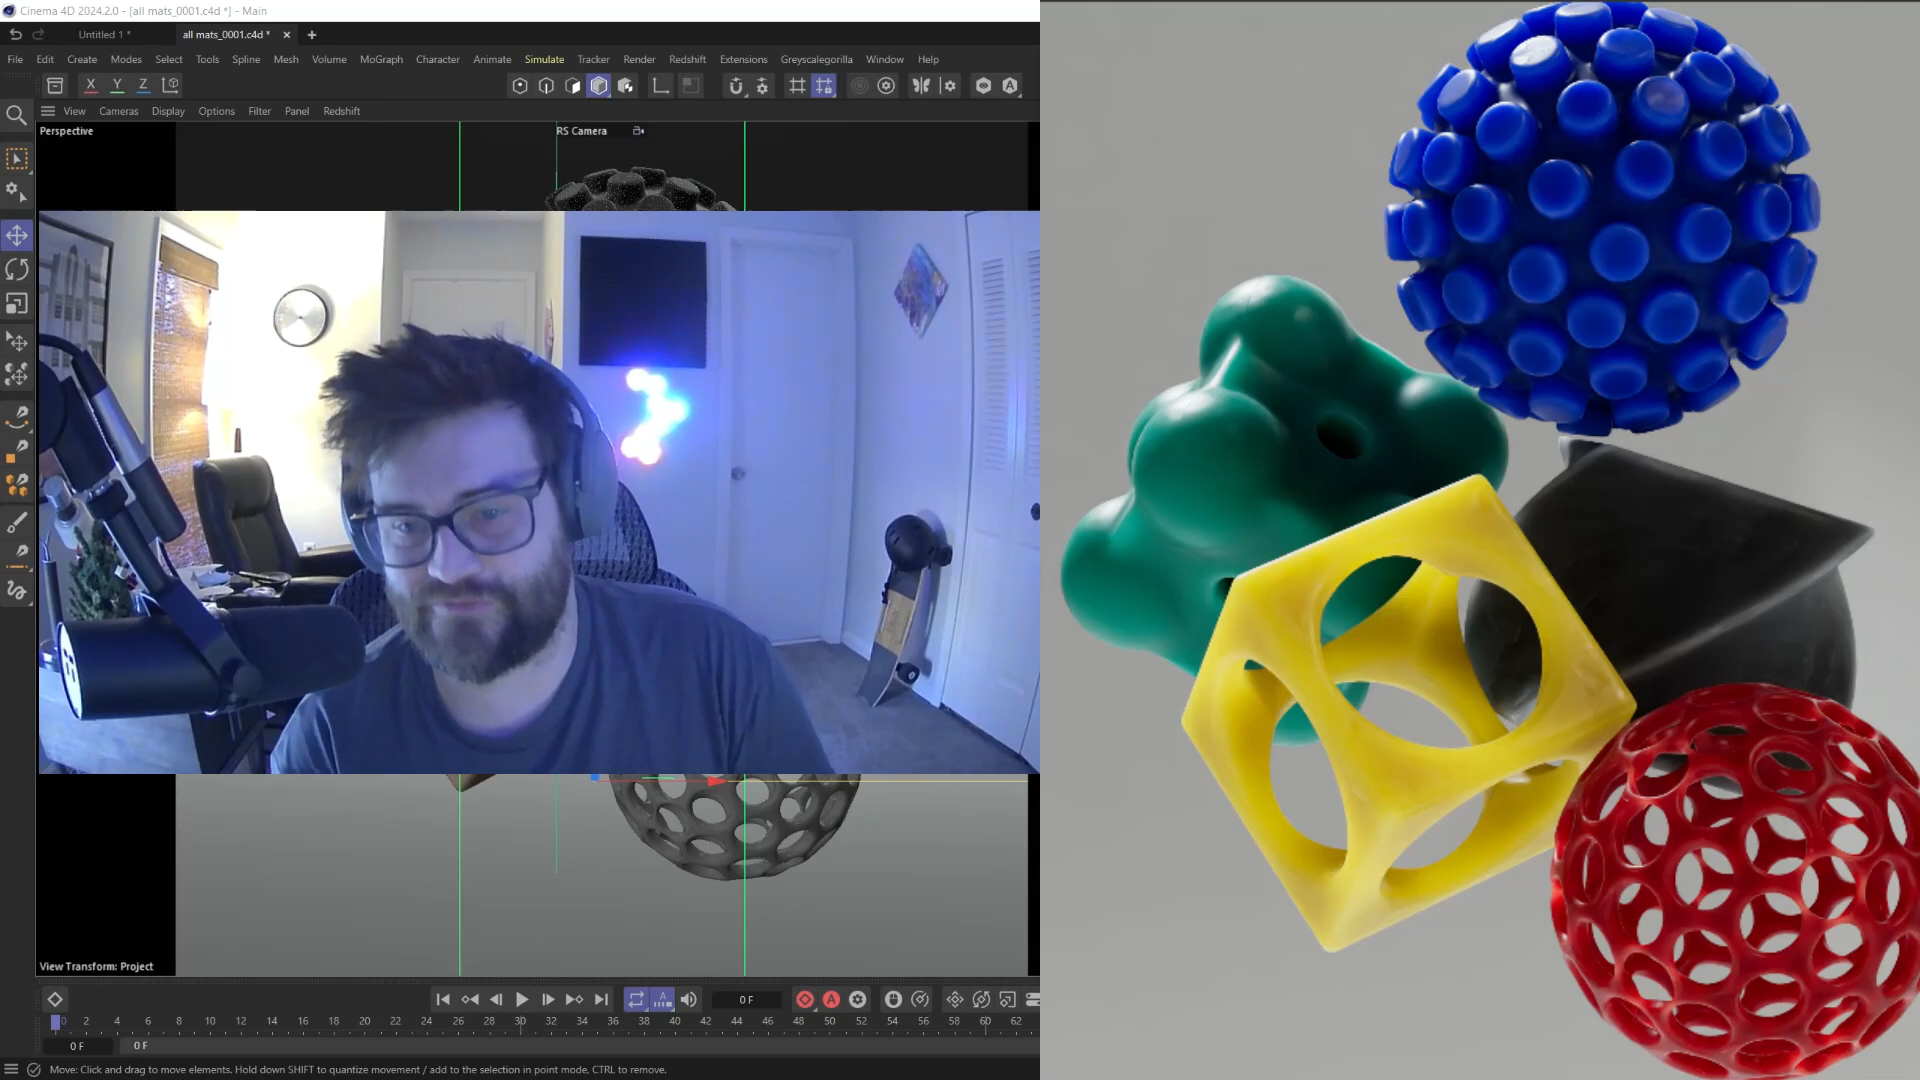 Cinema 4D 2024.2.0 - [all mats_0001.c4d *] - Main
Untitled 1 *
all mats_0001.c4d *
File Edit Create Modes Select Tools Spline Mesh Volume MoGraph Character Animate Simulate Tracker Render Redshift Extensions Greyscalegorilla Window Help
X Y Z
View Cameras Display Options Filter Panel Redshift
Perspective
RS Camera
View Transform: Project
0 F
0 2 4 6 8 10 12 14 16 18 20 22 24 26 28 30 32 34 36 38 40 42 44 46 48 50 52 54 56 58 60 62
0 F 0 F
Move: Click and drag to move elements. Hold down SHIFT to quantize movement / add to the selection in point mode, CTRL to remove.